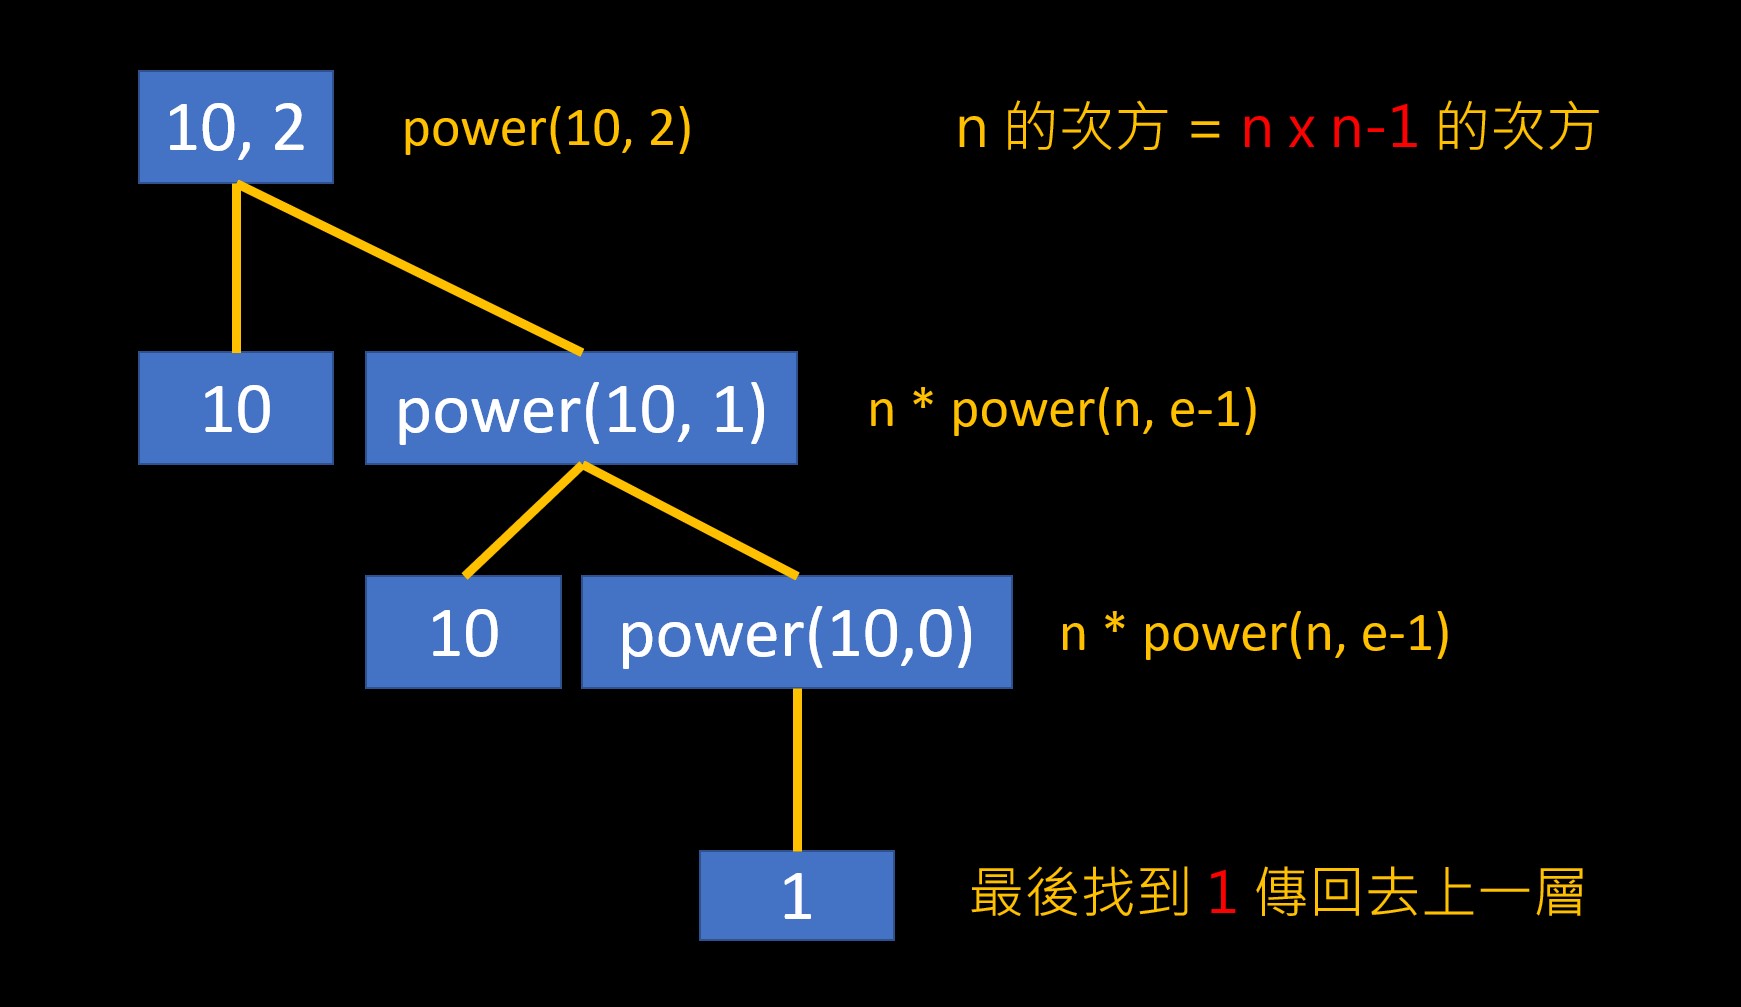 10, 2
power(10, 2)
n 的次方 = n x n-1 的次方
10
power(10, 1)
n * power(n, e-1)
10
power(10,0)
n * power(n, e-1)
1
最後找到 1 傳回去上一層